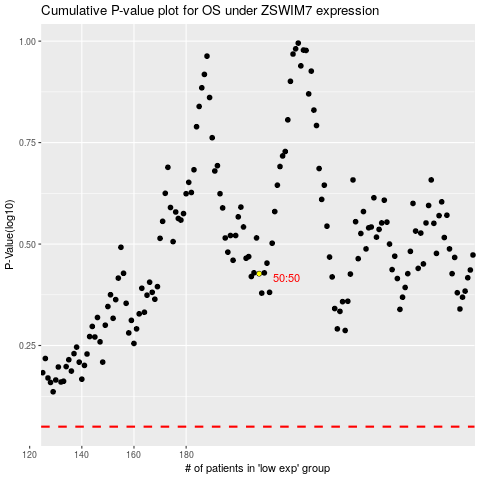 Cumulative P-value plot for OS under ZSWIM7 expression
1.00
0.75
0.50
0.25
P-Value(log10)
50:50
120 140 160 180
# of patients in 'low exp' group